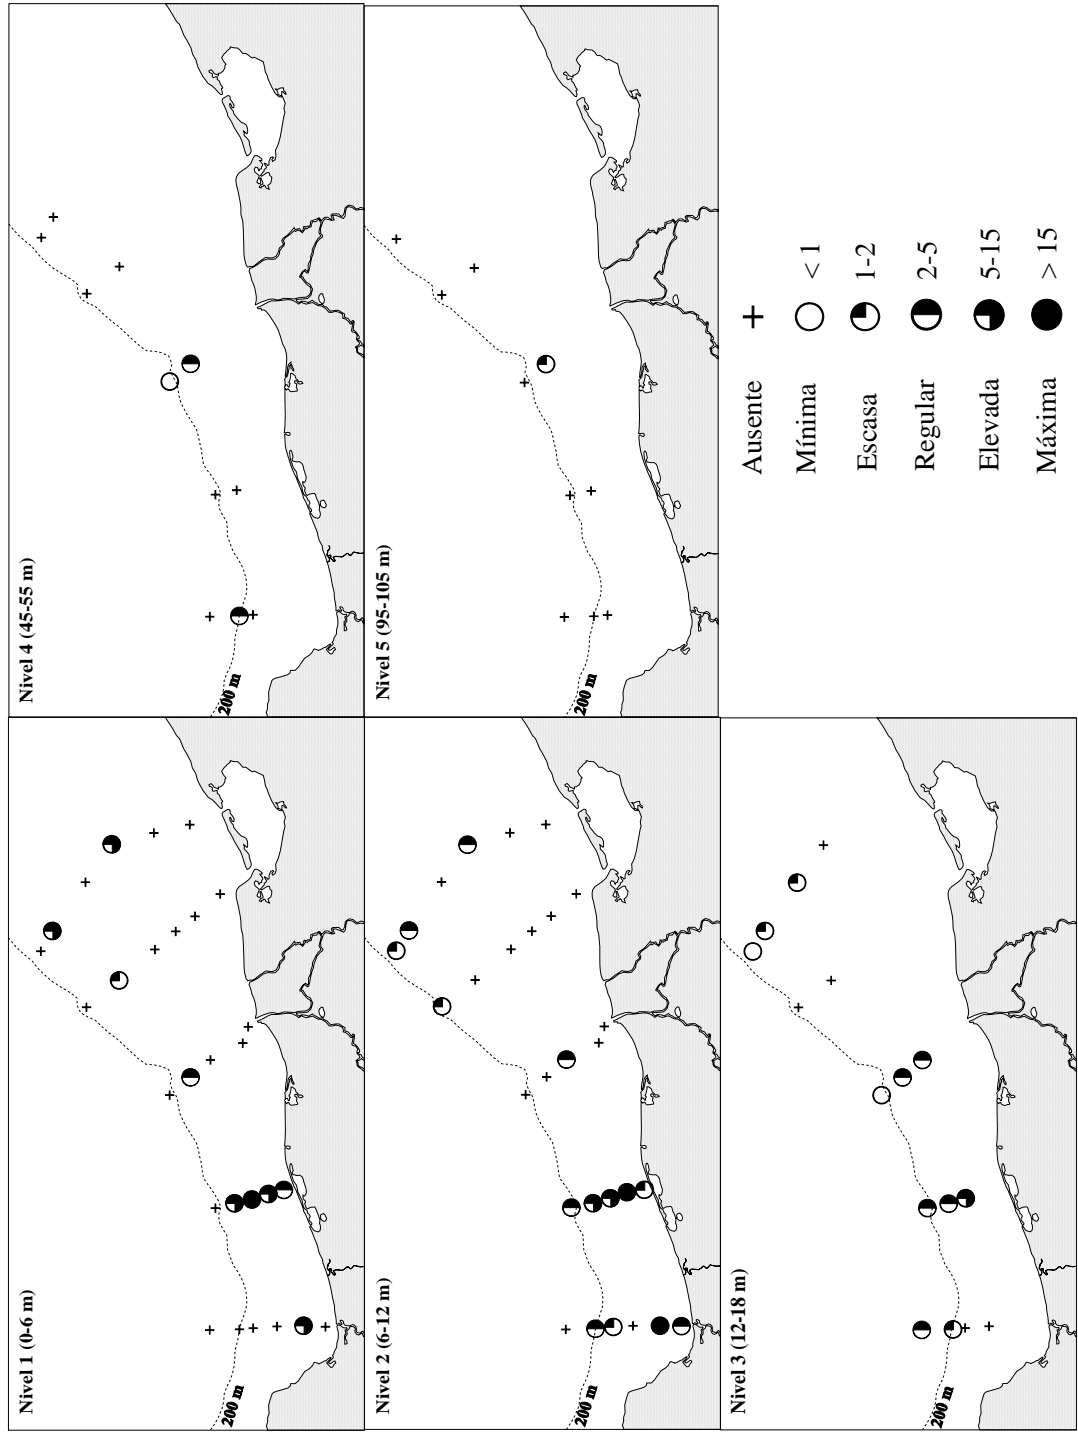 Nivel 1 (0-6 m)
200 m
Nivel 2 (6-12 m)
200 m
Nivel 3 (12-18 m)
200 m
Nivel 4 (45-55 m)
200 m
Nivel 5 (95-105 m)
200 m
Ausente +
Mínima < 1
Escasa 1-2
Regular 2-5
Elevada 5-15
Máxima > 15